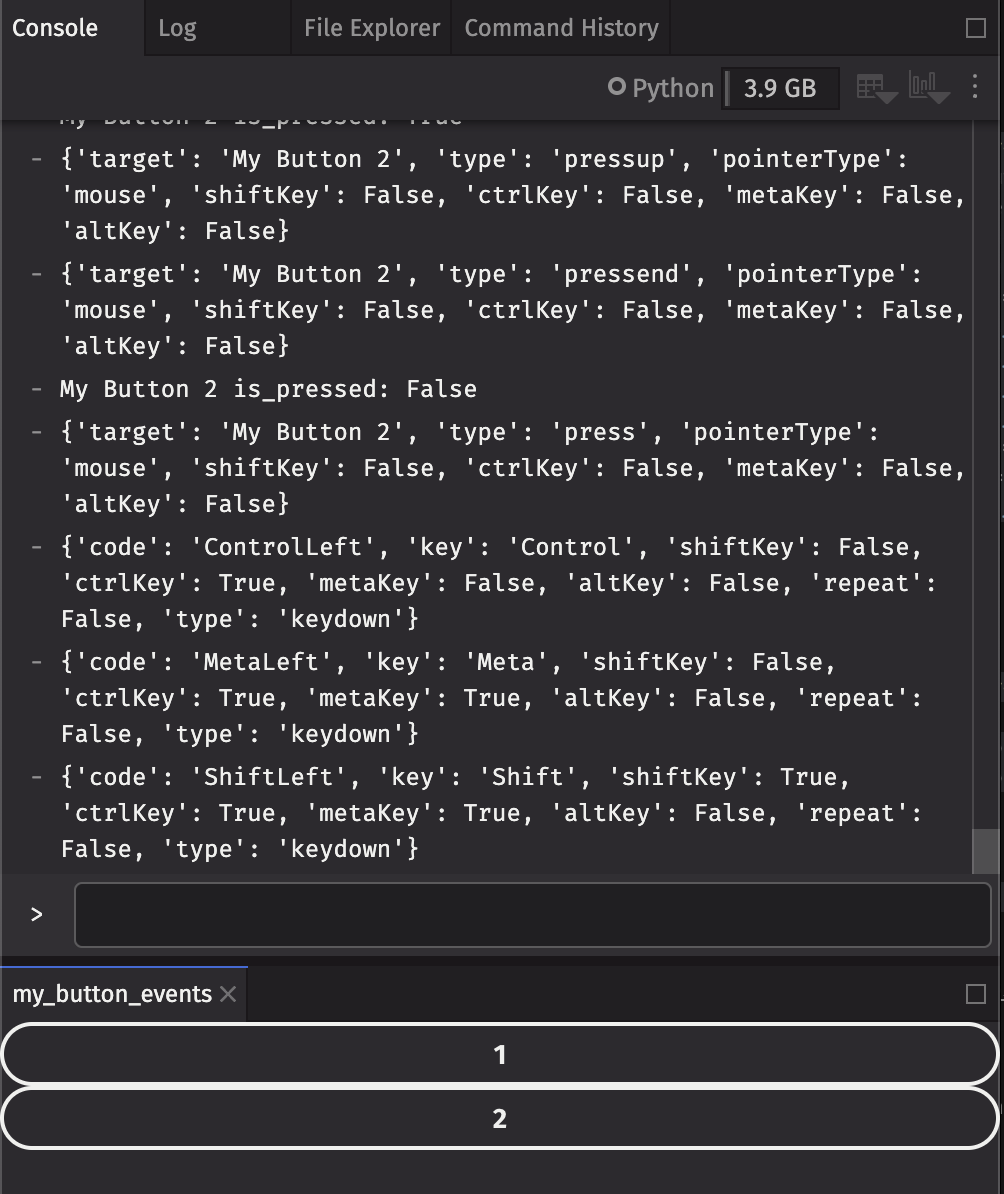 Console Log File Explorer Command History
Python 3.9 GB
My Button 2 is_pressed: True
- {'target': 'My Button 2', 'type': 'pressup', 'pointerType':
'mouse', 'shiftKey': False, 'ctrlKey': False, 'metaKey': False,
'altKey': False}
- {'target': 'My Button 2', 'type': 'pressend', 'pointerType':
'mouse', 'shiftKey': False, 'ctrlKey': False, 'metaKey': False,
'altKey': False}
- My Button 2 is_pressed: False
- {'target': 'My Button 2', 'type': 'press', 'pointerType':
'mouse', 'shiftKey': False, 'ctrlKey': False, 'metaKey': False,
'altKey': False}
- {'code': 'ControlLeft', 'key': 'Control', 'shiftKey': False,
'ctrlKey': True, 'metaKey': False, 'altKey': False, 'repeat':
False, 'type': 'keydown'}
- {'code': 'MetaLeft', 'key': 'Meta', 'shiftKey': False,
'ctrlKey': True, 'metaKey': True, 'altKey': False, 'repeat':
False, 'type': 'keydown'}
- {'code': 'ShiftLeft', 'key': 'Shift', 'shiftKey': True,
'ctrlKey': True, 'metaKey': True, 'altKey': False, 'repeat':
False, 'type': 'keydown'}
>
my_button_events
1
2